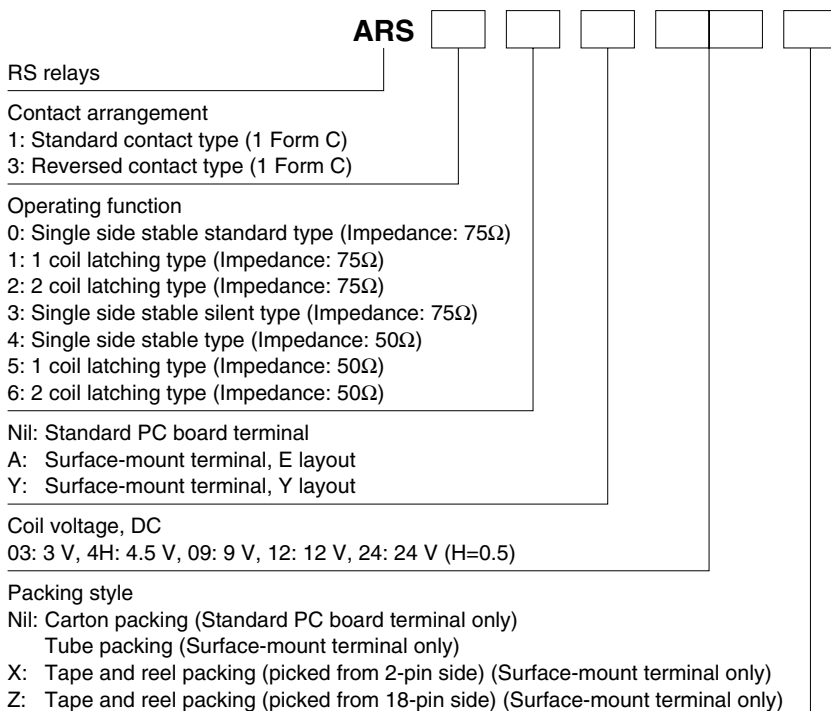 ARS
RS relays
Contact arrangement
1: Standard contact type (1 Form C)
3: Reversed contact type (1 Form C)
Operating function
0: Single side stable standard type (Impedance: 75Ω)
1: 1 coil latching type (Impedance: 75Ω)
2: 2 coil latching type (Impedance: 75Ω)
3: Single side stable silent type (Impedance: 75Ω)
4: Single side stable type (Impedance: 50Ω)
5: 1 coil latching type (Impedance: 50Ω)
6: 2 coil latching type (Impedance: 50Ω)
Nil: Standard PC board terminal
A: Surface-mount terminal, E layout
Y: Surface-mount terminal, Y layout
Coil voltage, DC
03: 3 V, 4H: 4.5 V, 09: 9 V, 12: 12 V, 24: 24 V (H=0.5)
Packing style
Nil: Carton packing (Standard PC board terminal only)
Tube packing (Surface-mount terminal only)
X: Tape and reel packing (picked from 2-pin side) (Surface-mount terminal only)
Z: Tape and reel packing (picked from 18-pin side) (Surface-mount terminal only)